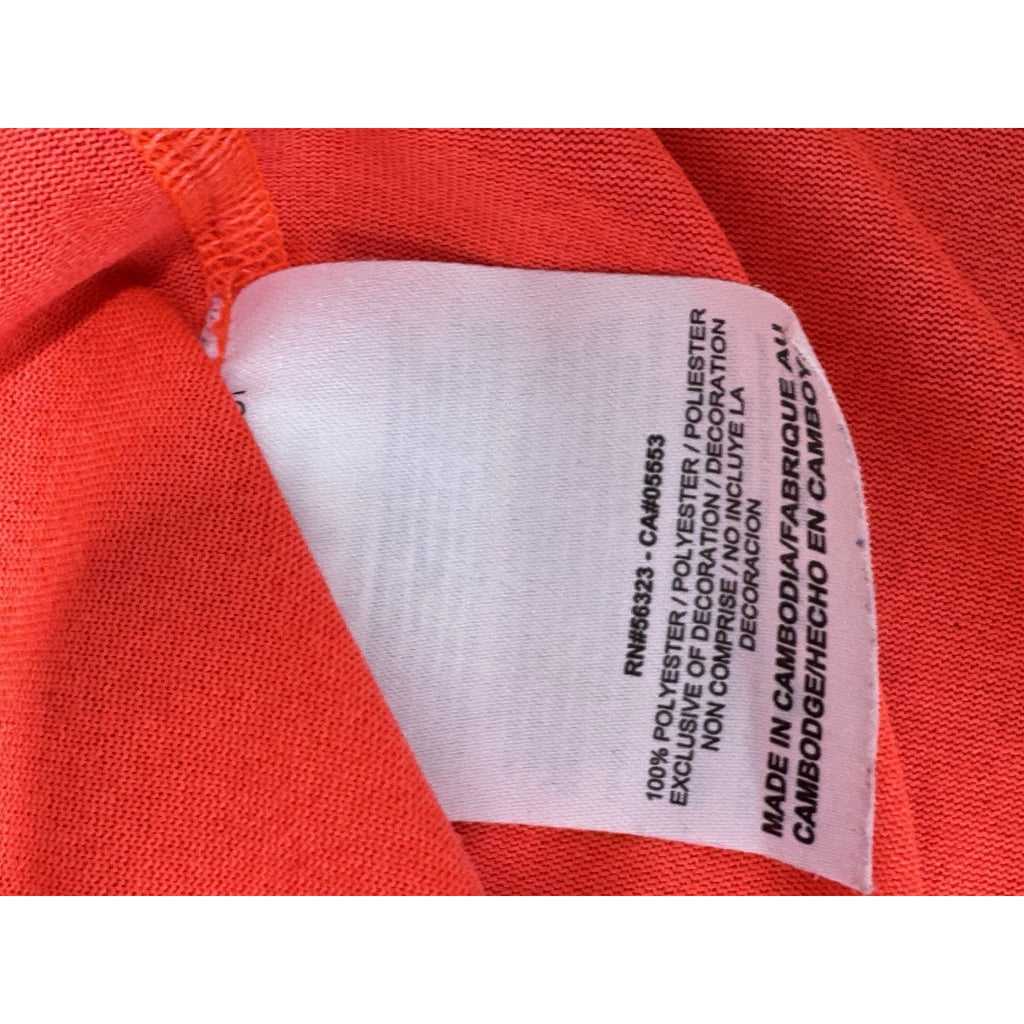 RN#56323 - CA#05553
100% POLYESTER / POLYESTER / POLIESTER
EXCLUSIVE OF DECORATION / DECORATION
NON COMPRISE / NO INCLUYE LA
DECORACION
MADE IN CAMBODIA/FABRIQUE AU
CAMBODGE/HECHO EN CAMBOY